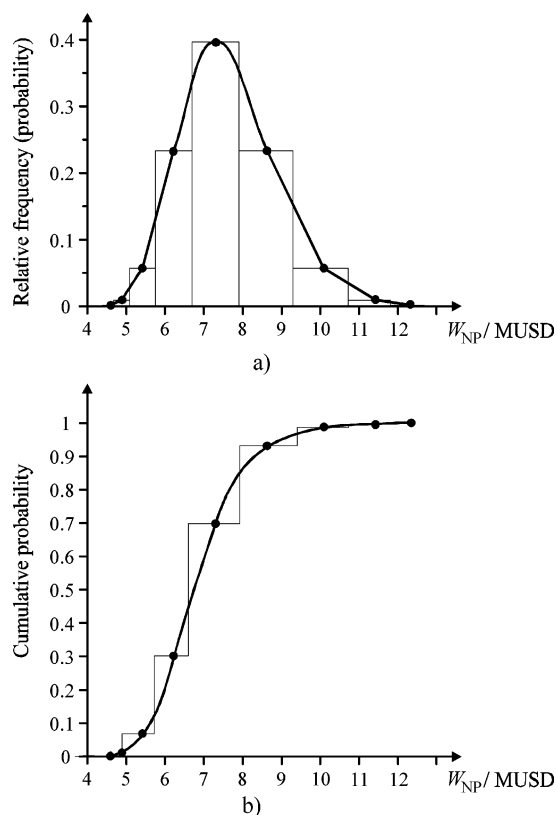 Relative frequency (probability)
0.4
0.3
0.2
0.1
0
4 5 6 7 8 9 10 11 12 W_NP / MUSD
a)
Cumulative probability
1
0.9
0.8
0.7
0.6
0.5
0.4
0.3
0.2
0.1
0
4 5 6 7 8 9 10 11 12 W_NP / MUSD
b)